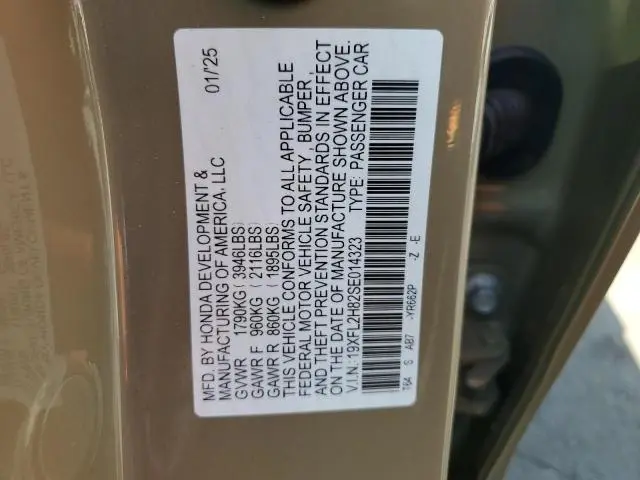 MFD. BY HONDA DEVELOPMENT & 01/'25
MANUFACTURING OF AMERICA, LLC
GVWR 1790KG ( 3946LBS)
GAWR F 960KG ( 2116LBS)
GAWR R 860KG ( 1895LBS)
THIS VEHICLE CONFORMS TO ALL APPLICABLE
FEDERAL MOTOR VEHICLE SAFETY, BUMPER,
AND THEFT PREVENTION STANDARDS IN EFFECT
ON THE DATE OF MANUFACTURE SHOWN ABOVE.
V.I.N: 19XFL2H82SE014323 TYPE: PASSENGER CAR
T64 S AB7 -YR662P -Z -E